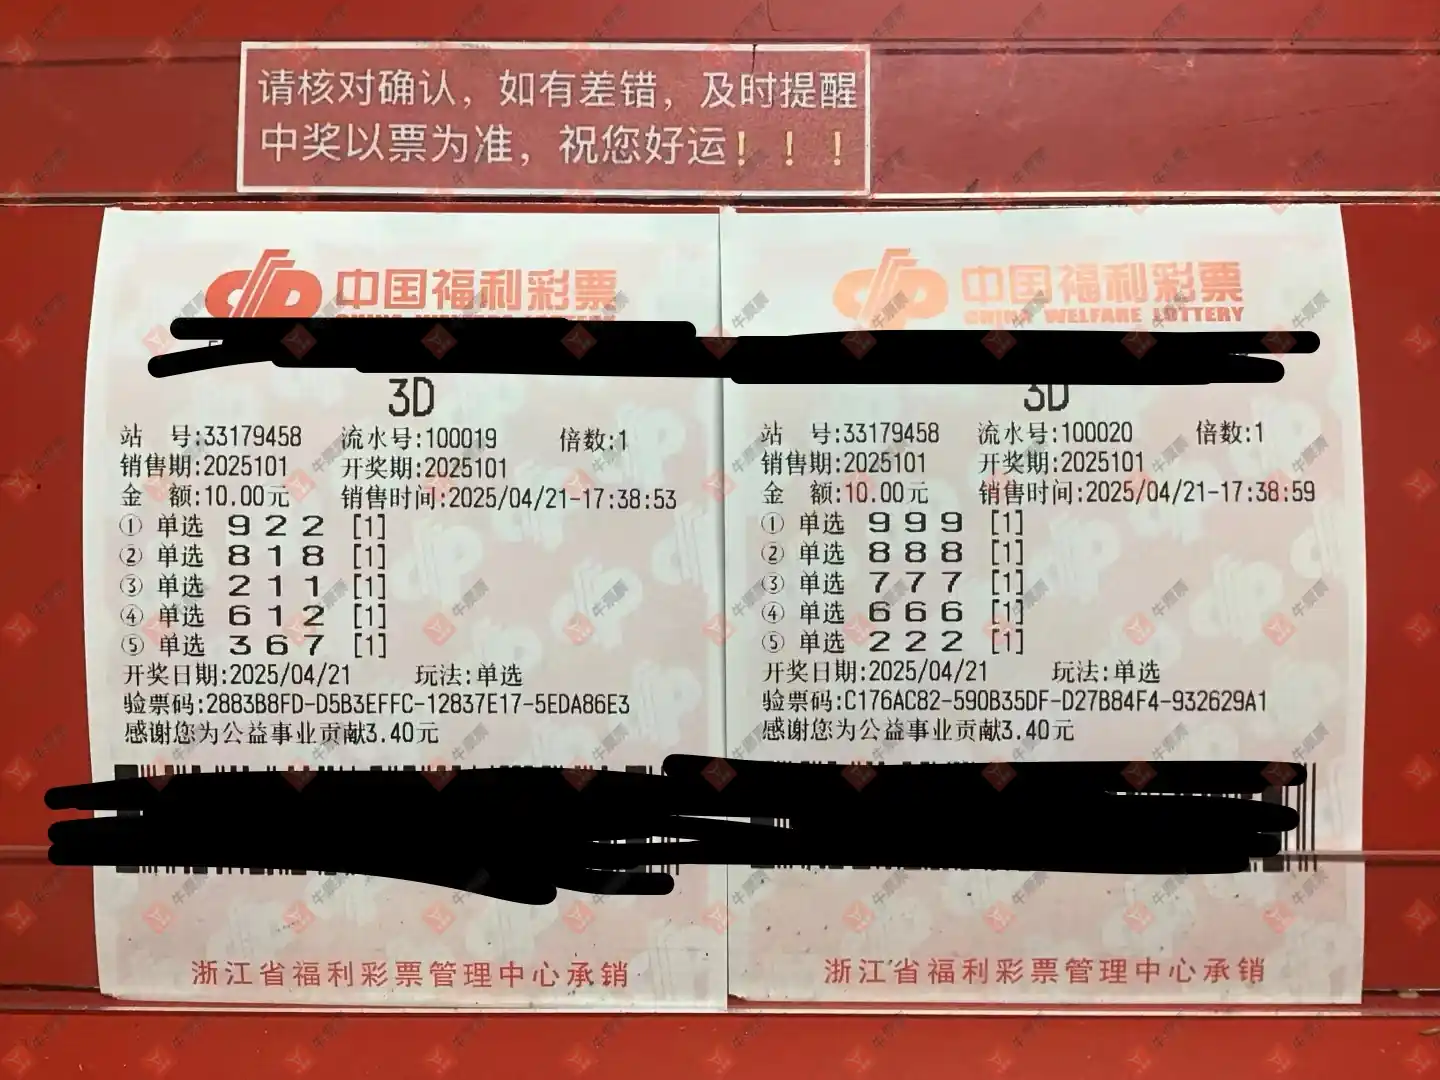 请核对确认，如有差错，及时提醒
中奖以票为准，祝您好运！！！
中国福利彩票
3D
站 号:33179458 流水号:100019 倍数:1
销售期:2025101 开奖期:2025101
金 额:10.00元 销售时间:2025/04/21-17:38:53
① 单选 9 2 2 [1]
② 单选 8 1 8 [1]
③ 单选 2 1 1 [1]
④ 单选 6 1 2 [1]
⑤ 单选 3 6 7 [1]
开奖日期:2025/04/21 玩法:单选
验票码:2883B8FD-D5B3EFFC-12837E17-5EDA86E3
感谢您为公益事业贡献3.40元
浙江省福利彩票管理中心承销
中国福利彩票
CHINA WELFARE LOTTERY
3D
站 号:33179458 流水号:100020 倍数:1
销售期:2025101 开奖期:2025101
金 额:10.00元 销售时间:2025/04/21-17:38:59
① 单选 9 9 9 [1]
② 单选 8 8 8 [1]
③ 单选 7 7 7 [1]
④ 单选 6 6 6 [1]
⑤ 单选 2 2 2 [1]
开奖日期:2025/04/21 玩法:单选
验票码:C176AC82-590B35DF-D27B84F4-932629A1
感谢您为公益事业贡献3.40元
浙江省福利彩票管理中心承销